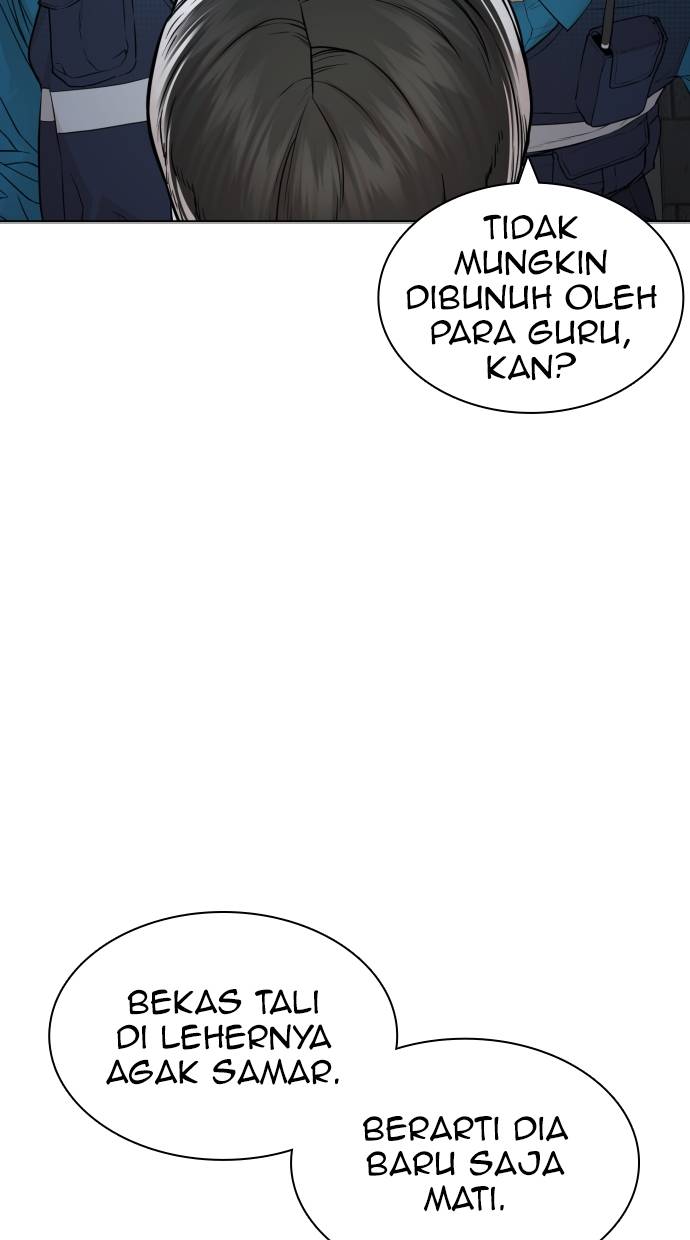 TIDAK
MUNGKIN
DIBUNUH OLEH
PARA GURU,
KAN?
BEKAS TALI
DI LEHERNYA
AGAK SAMAR.
BERARTI DIA
BARU SAJA
MATI.